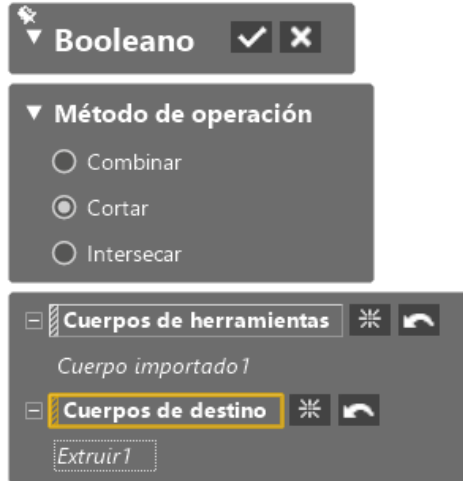 Booleano
Método de operación
Combinar
Cortar
Intersecar
Cuerpos de herramientas
Cuerpo importado1
Cuerpos de destino
Extruir1